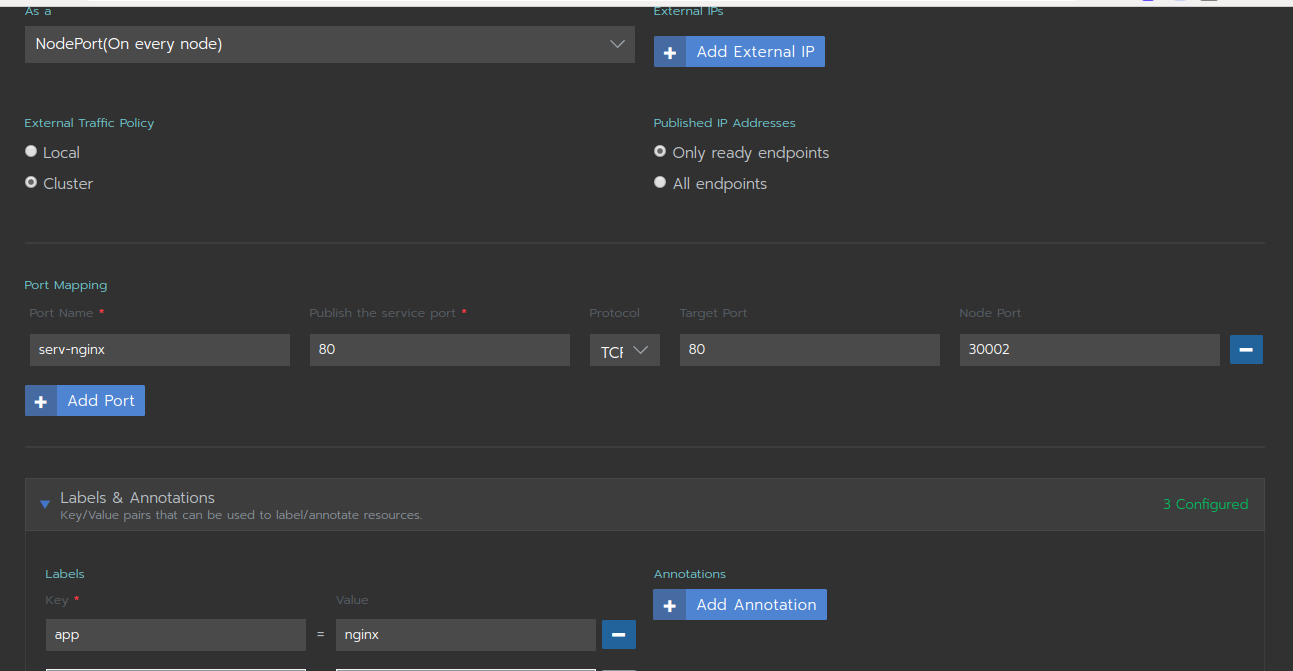 As a
External IPs
NodePort(On every node)
Add External IP
External Traffic Policy
Published IP Addresses
Local
Only ready endpoints
Cluster
All endpoints
Port Mapping
Port Name *
Publish the service port *
Protocol
Target Port
Node Port
serv-nginx
80
TCP
80
30002
Add Port
Labels & Annotations
Key/Value pairs that can be used to label/annotate resources.
3 Configured
Labels
Annotations
Key *
Value
Add Annotation
app
=
nginx